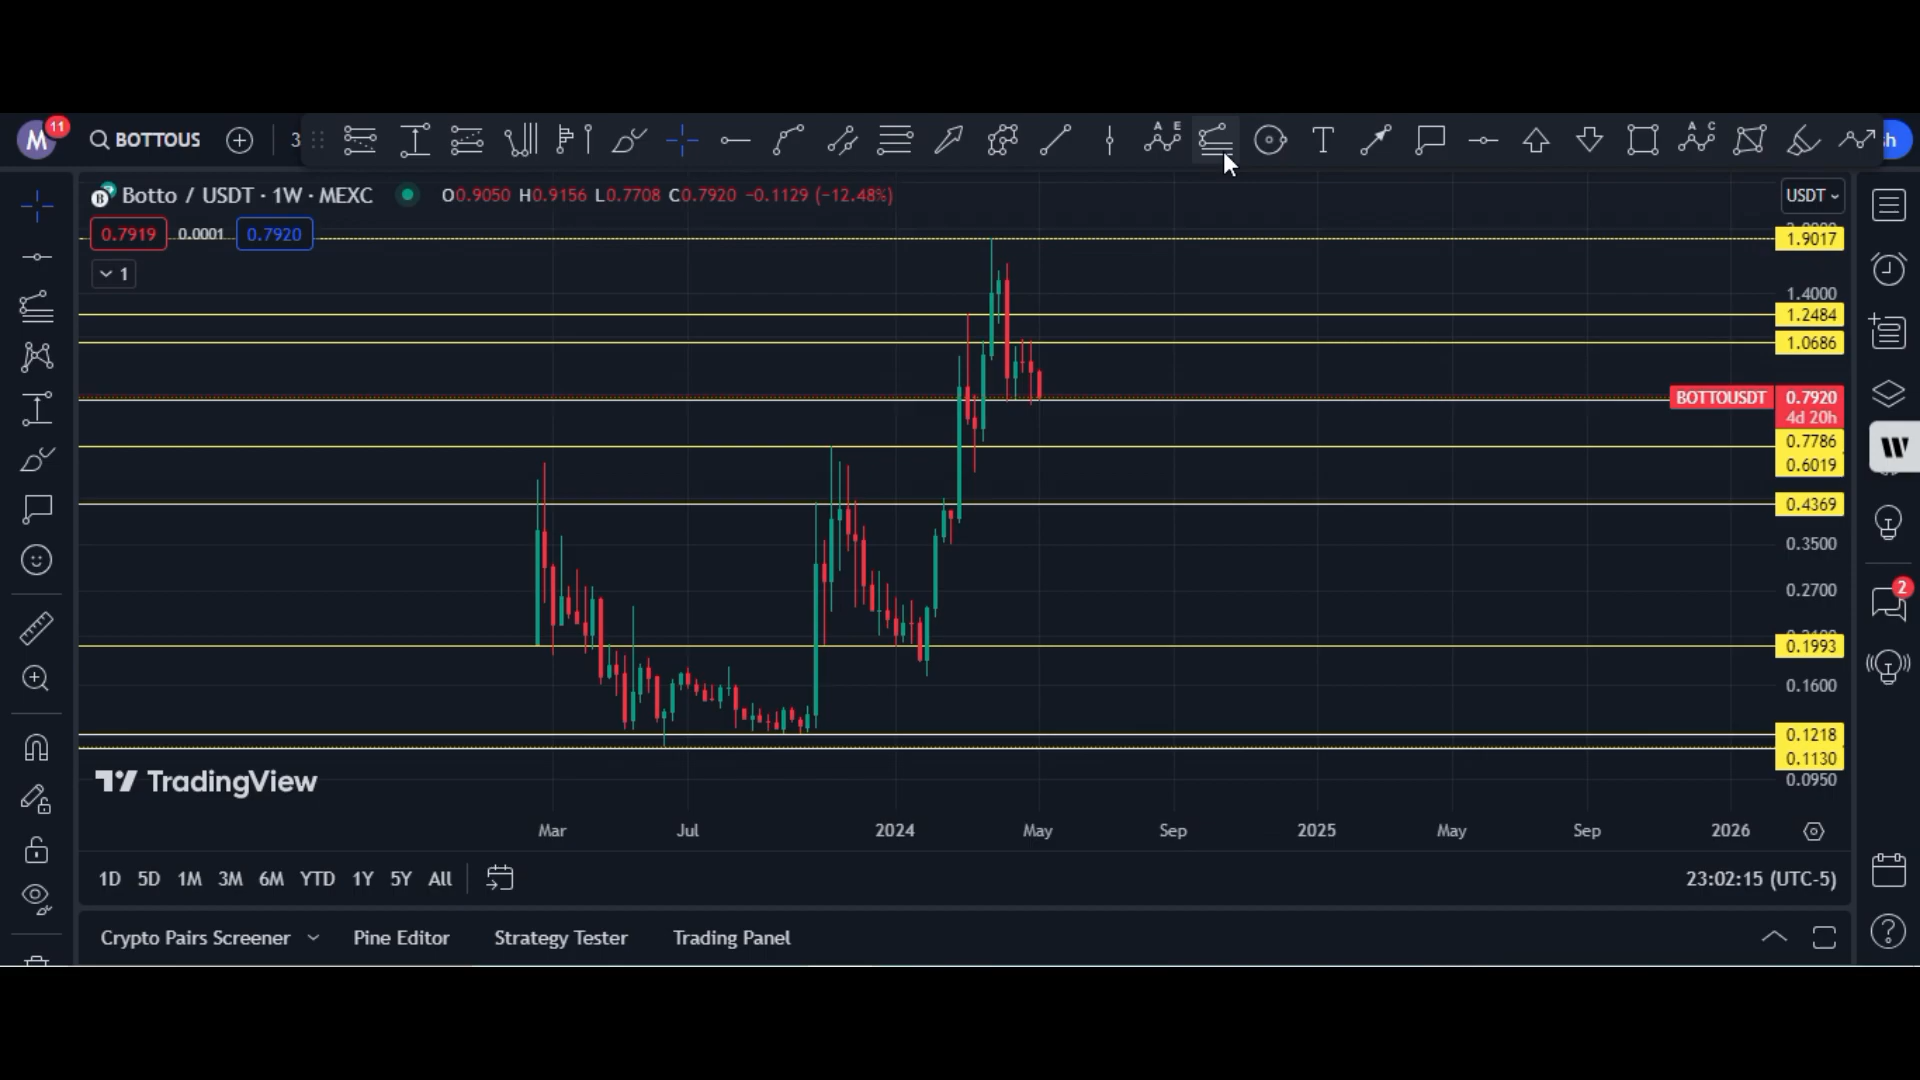 M 11 BOTTOUS 3 A E T A C h
Botto / USDT · 1W · MEXC O0.9050 H0.9156 L0.7708 C0.7920 −0.1129 (−12.48%) USDT
0.7919 0.0001 0.7920
1.9017
1
1.4000
1.2484
1.0686
BOTTOUSDT 0.7920
4d 20h
0.7786
0.6019
0.4369
0.3500
0.2700
2
0.1993
0.1600
0.1218
0.1130
TradingView
0.0950
Mar Jul 2024 May Sep 2025 May Sep 2026
1D 5D 1M 3M 6M YTD 1Y 5Y All 23:02:15 (UTC-5)
Crypto Pairs Screener Pine Editor Strategy Tester Trading Panel